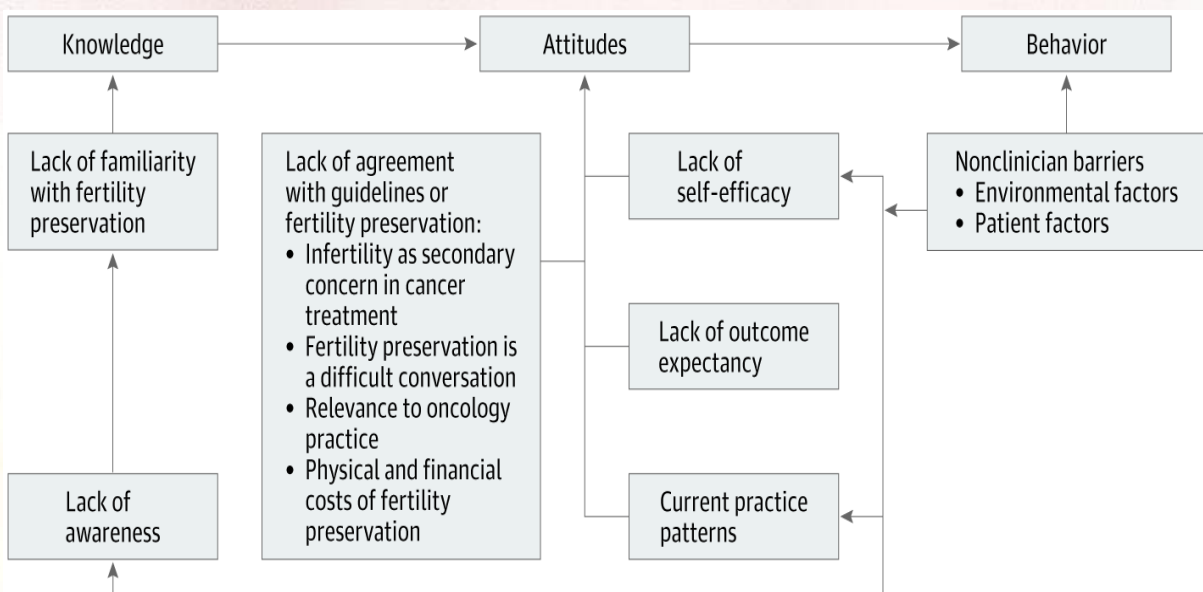 Knowledge
Attitudes
Behavior
Lack of familiarity
with fertility
preservation
Lack of agreement
with guidelines or
fertility preservation:
• Infertility as secondary
concern in cancer
treatment
• Fertility preservation is
a difficult conversation
• Relevance to oncology
practice
• Physical and financial
costs of fertility
preservation
Lack of
self-efficacy
Nonclinician barriers
• Environmental factors
• Patient factors
Lack of outcome
expectancy
Lack of
awareness
Current practice
patterns